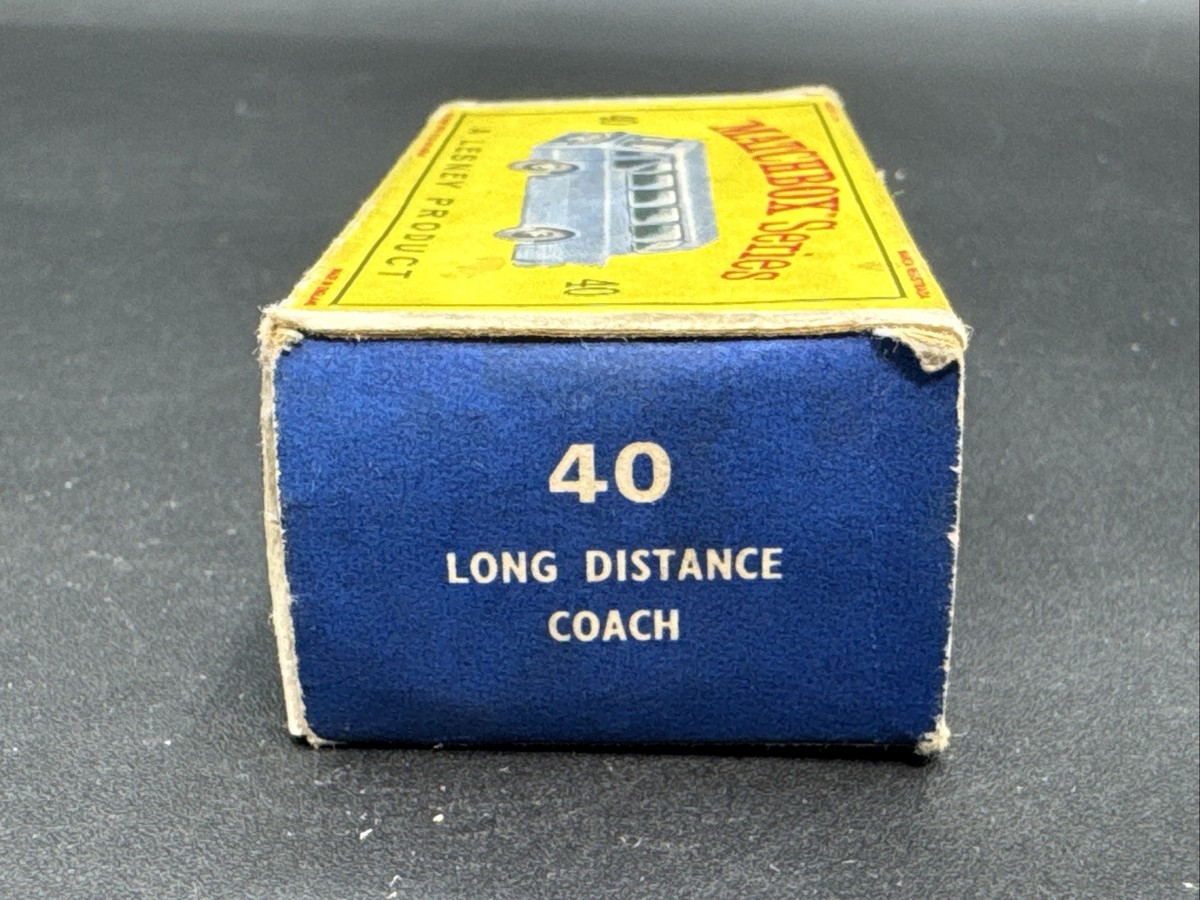 "MATCHBOX" Series
40
40
A LESNEY PRODUCT
40
LONG DISTANCE
COACH